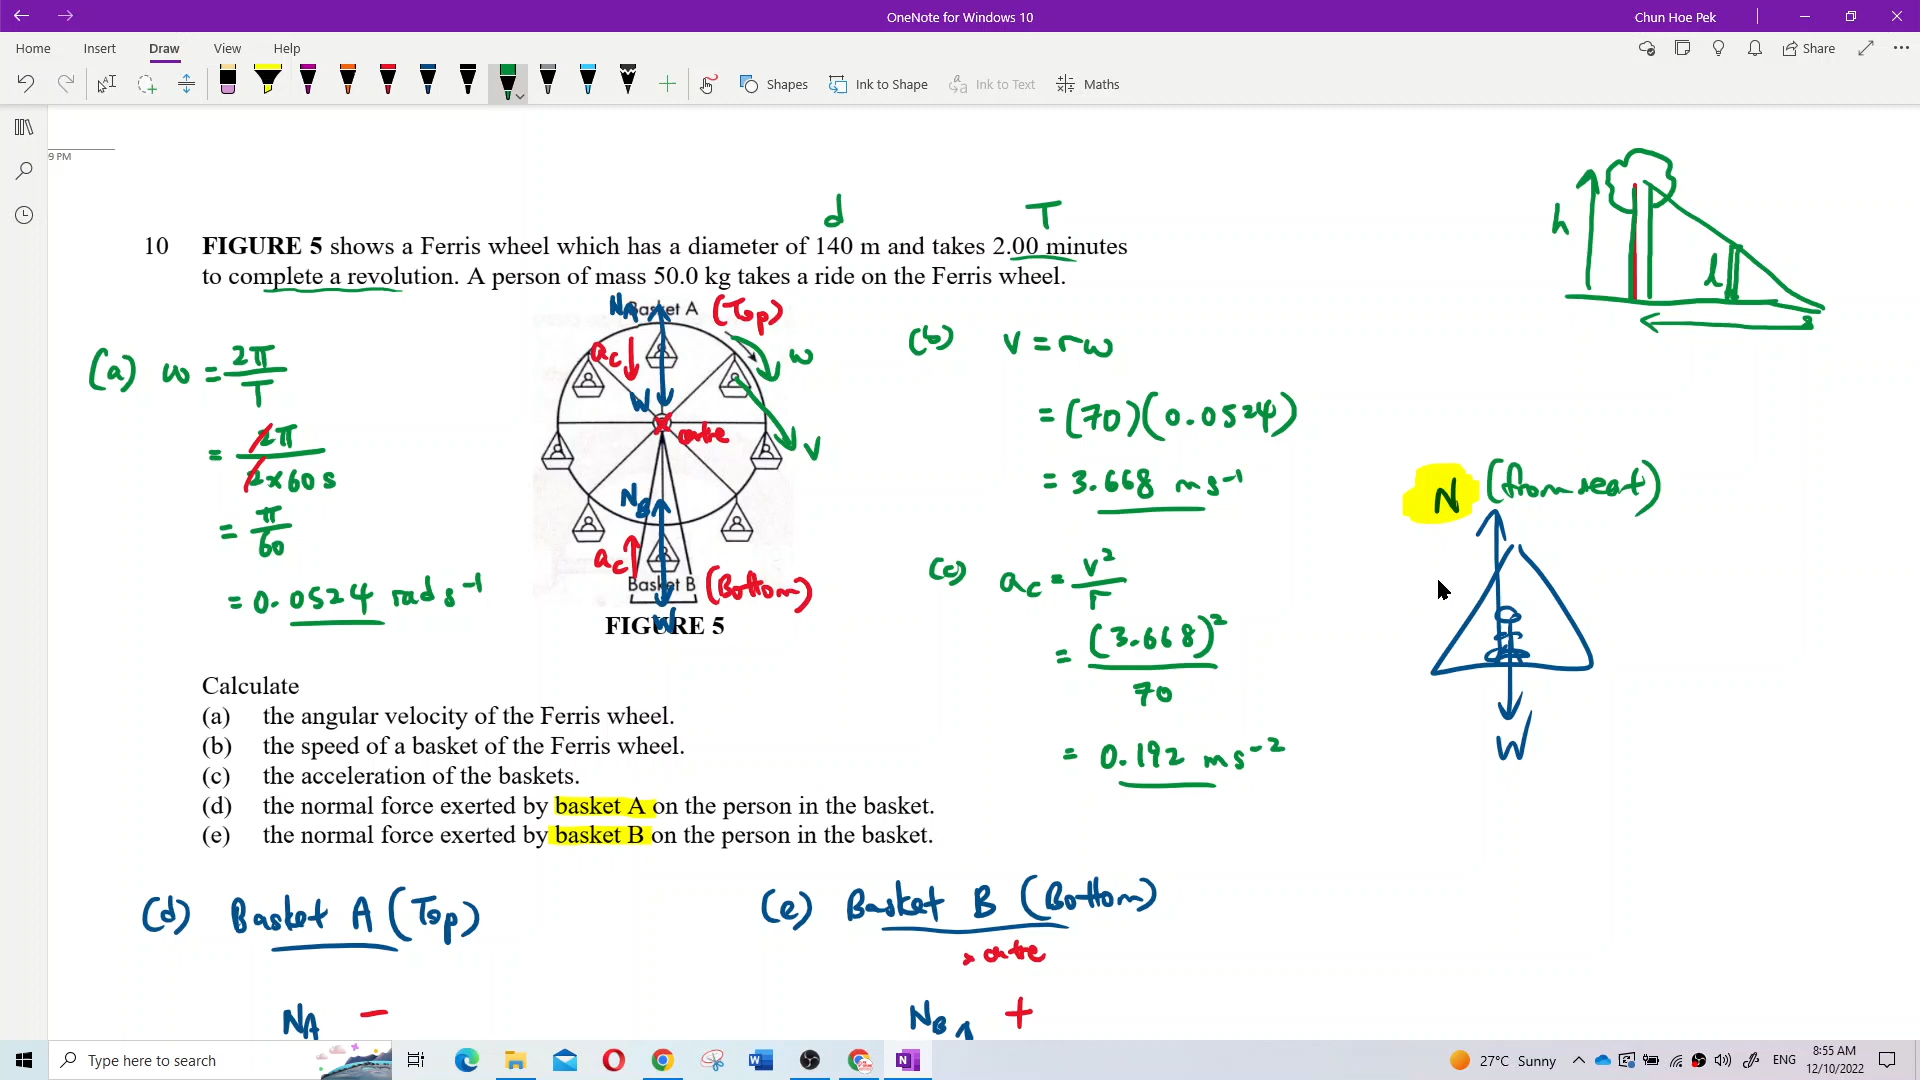 OneNote for Windows 10
Chun Hoe Pek
Home Insert Draw View Help
Share
Shapes Ink to Shape Ink to Text Maths
9 PM
d T
10 FIGURE 5 shows a Ferris wheel which has a diameter of 140 m and takes 2.00 minutes
to complete a revolution. A person of mass 50.0 kg takes a ride on the Ferris wheel.
h
l
s
(a) ω = 2π/T
= 2π/2×60 s
= π/60
= 0.0524 rad s⁻¹
N_A Basket A (Top)
a_c
ω
W
centre
V
N_B
a_c
Basket B (Bottom)
W
FIGURE 5
(b) v = rω
= (70)(0.0524)
= 3.668 ms⁻¹
(c) a_c = v²/r
= (3.668)²/70
= 0.192 ms⁻²
N (from seat)
W
Calculate
(a) the angular velocity of the Ferris wheel.
(b) the speed of a basket of the Ferris wheel.
(c) the acceleration of the baskets.
(d) the normal force exerted by basket A on the person in the basket.
(e) the normal force exerted by basket B on the person in the basket.
(d) Basket A (Top)
N_A −
(e) Basket B (Bottom)
× centre
N_B +
Type here to search
27°C Sunny
ENG
8:55 AM
12/10/2022